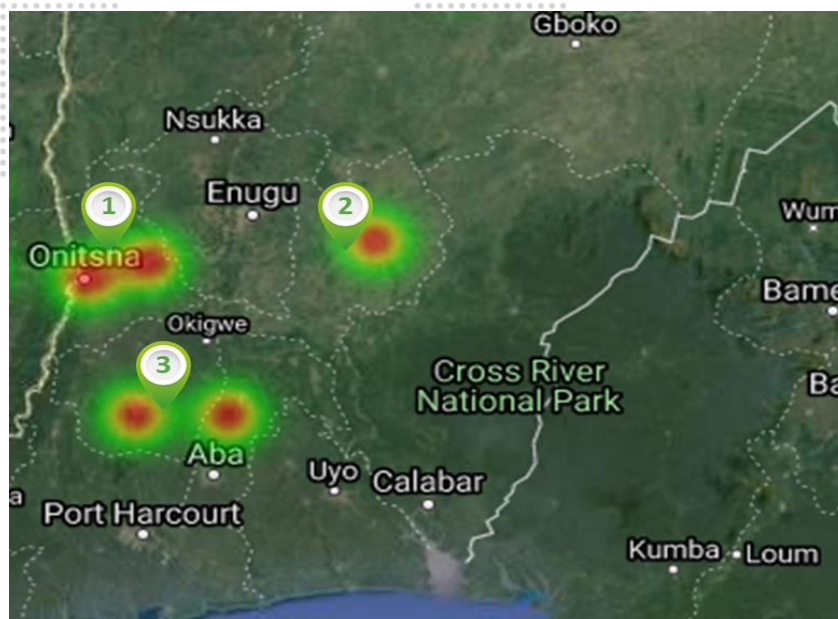 Gboko
Nsukka
Enugu
1
2
Wum
Onitsha
Bame
Okigwe
3
Cross River
National Park
Ba
Aba
Uyo
Calabar
a
Port Harcourt
Kumba
Loum